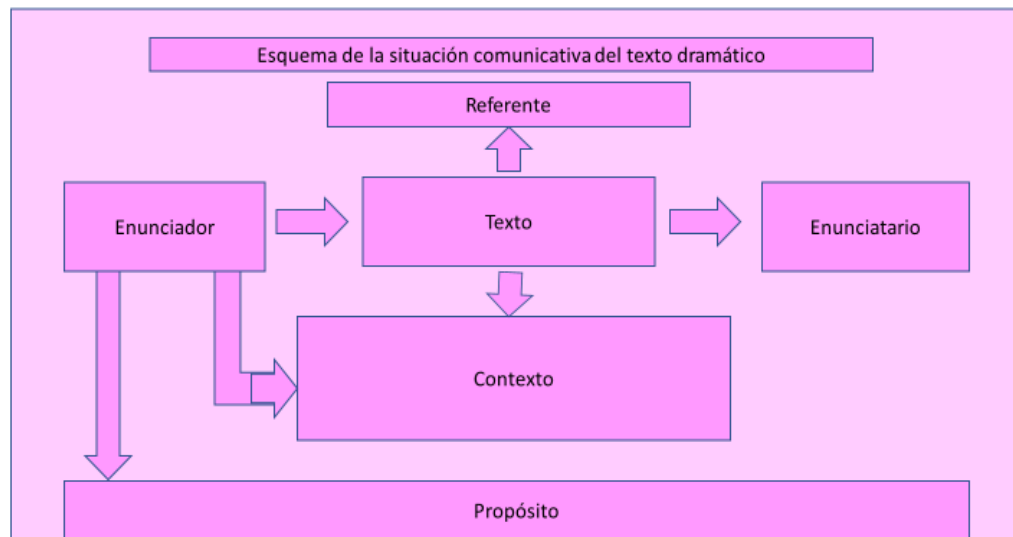 Esquema de la situación comunicativa del texto dramático
Referente
Enunciador
Texto
Enunciatario
Contexto
Propósito